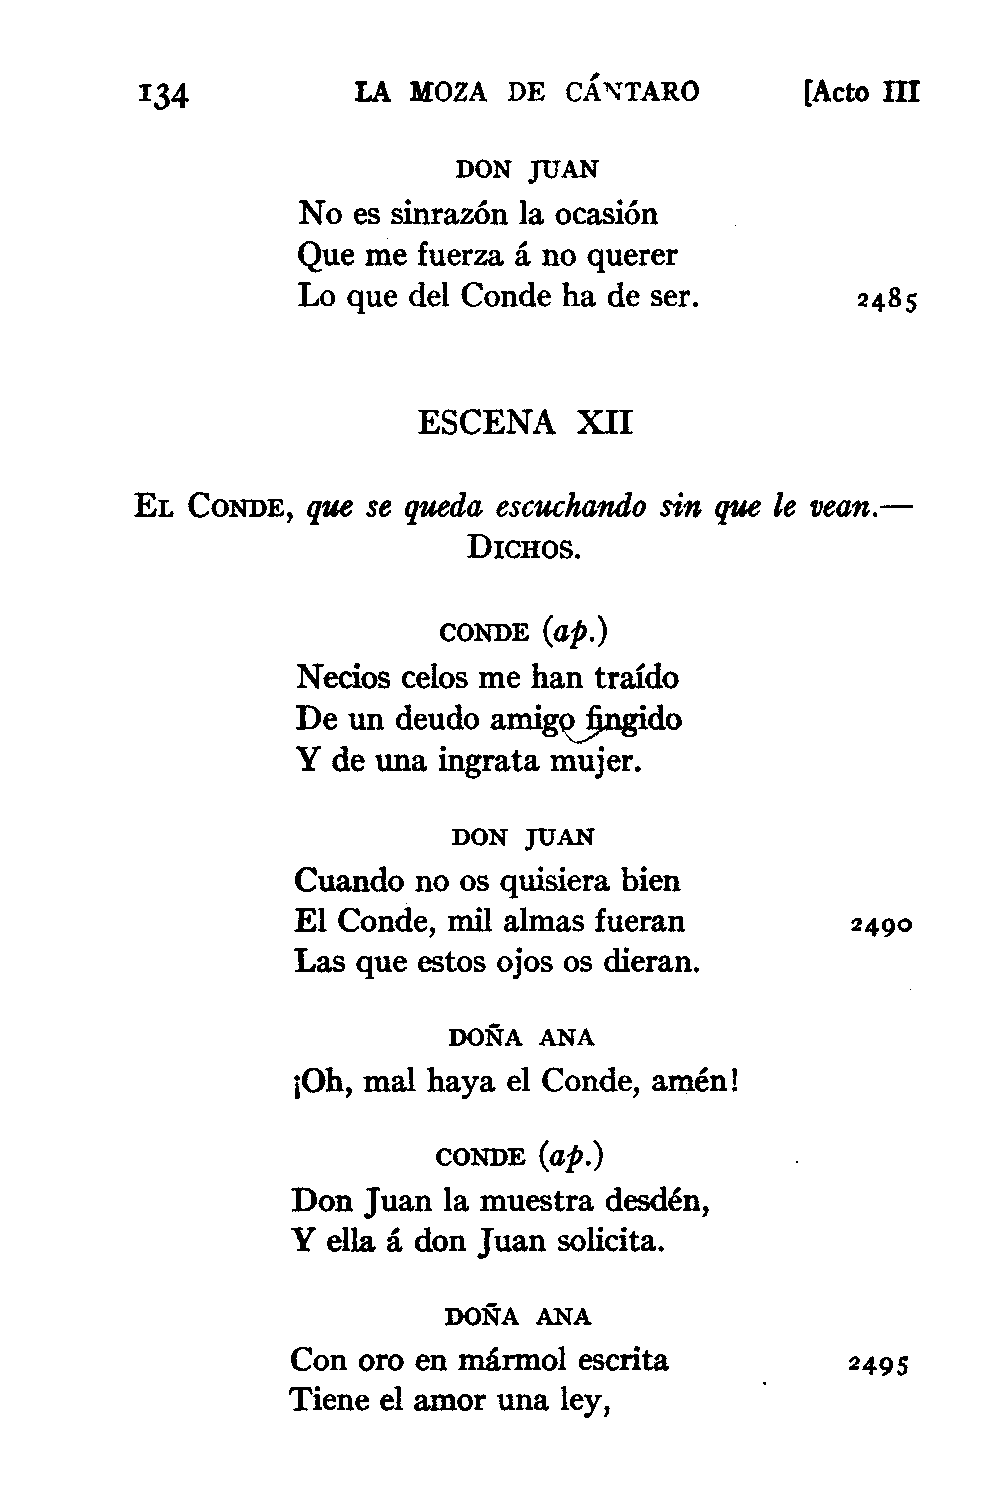 134 LA MOZA DE CÁNTARO [Acto III
DON JUAN
No es sinrazón la ocasión
Que me fuerza á no querer
Lo que del Conde ha de ser. 2485
ESCENA XII
EL CONDE, que se queda escuchando sin que le vean.—
DICHOS.
CONDE (ap.)
Necios celos me han traído
De un deudo amigo fingido
Y de una ingrata mujer.
DON JUAN
Cuando no os quisiera bien
El Conde, mil almas fueran 2490
Las que estos ojos os dieran.
DOÑA ANA
¡Oh, mal haya el Conde, amén!
CONDE (ap.)
Don Juan la muestra desdén,
Y ella á don Juan solicita.
DOÑA ANA
Con oro en mármol escrita 2495
Tiene el amor una ley,